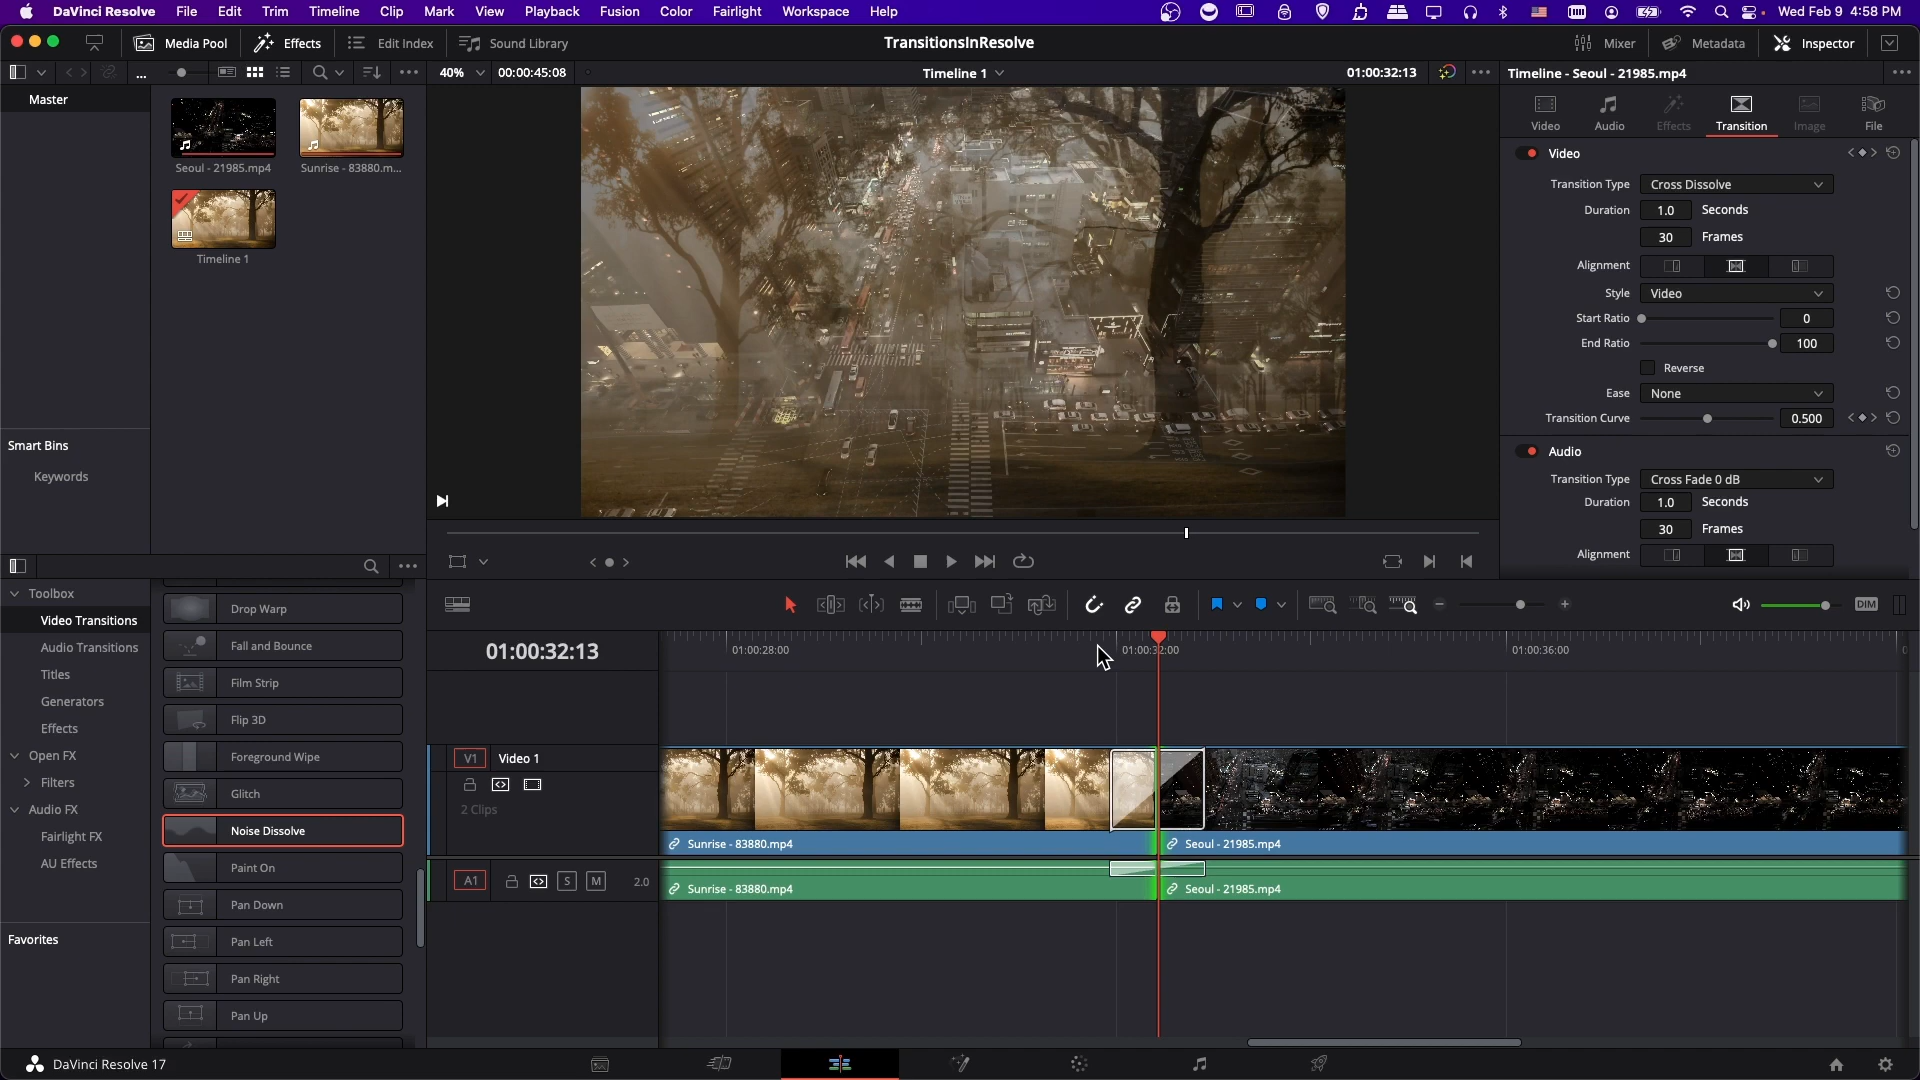 DaVinci Resolve File Edit Trim Timeline Clip Mark View Playback Fusion Color Fairlight Workspace Help Wed Feb 9 4:58 PM
Media Pool Effects Edit Index Sound Library TransitionsInResolve Mixer Metadata Inspector
... 40% 00:00:45:08 Timeline 1 01:00:32:13 Timeline - Seoul - 21985.mp4
Master
Seoul - 21985.mp4 Sunrise - 83880.m...
Timeline 1
Smart Bins
Keywords
Video Audio Effects Transition Image File
Video
Transition Type Cross Dissolve
Duration 1.0 Seconds
30 Frames
Alignment
Style Video
Start Ratio 0
End Ratio 100
Reverse
Ease None
Transition Curve 0.500
Audio
Transition Type Cross Fade 0 dB
Duration 1.0 Seconds
30 Frames
Alignment
Toolbox
Video Transitions
Audio Transitions
Titles
Generators
Effects
Open FX
Filters
Audio FX
Fairlight FX
AU Effects
Favorites
Drop Warp
Fall and Bounce
Film Strip
Flip 3D
Foreground Wipe
Glitch
Noise Dissolve
Paint On
Pan Down
Pan Left
Pan Right
Pan Up
DIM
01:00:32:13 01:00:28:00 01:00:32:00 01:00:36:00
V1 Video 1
2 Clips
Sunrise - 83880.mp4 Seoul - 21985.mp4
A1 S M 2.0
Sunrise - 83880.mp4 Seoul - 21985.mp4
DaVinci Resolve 17